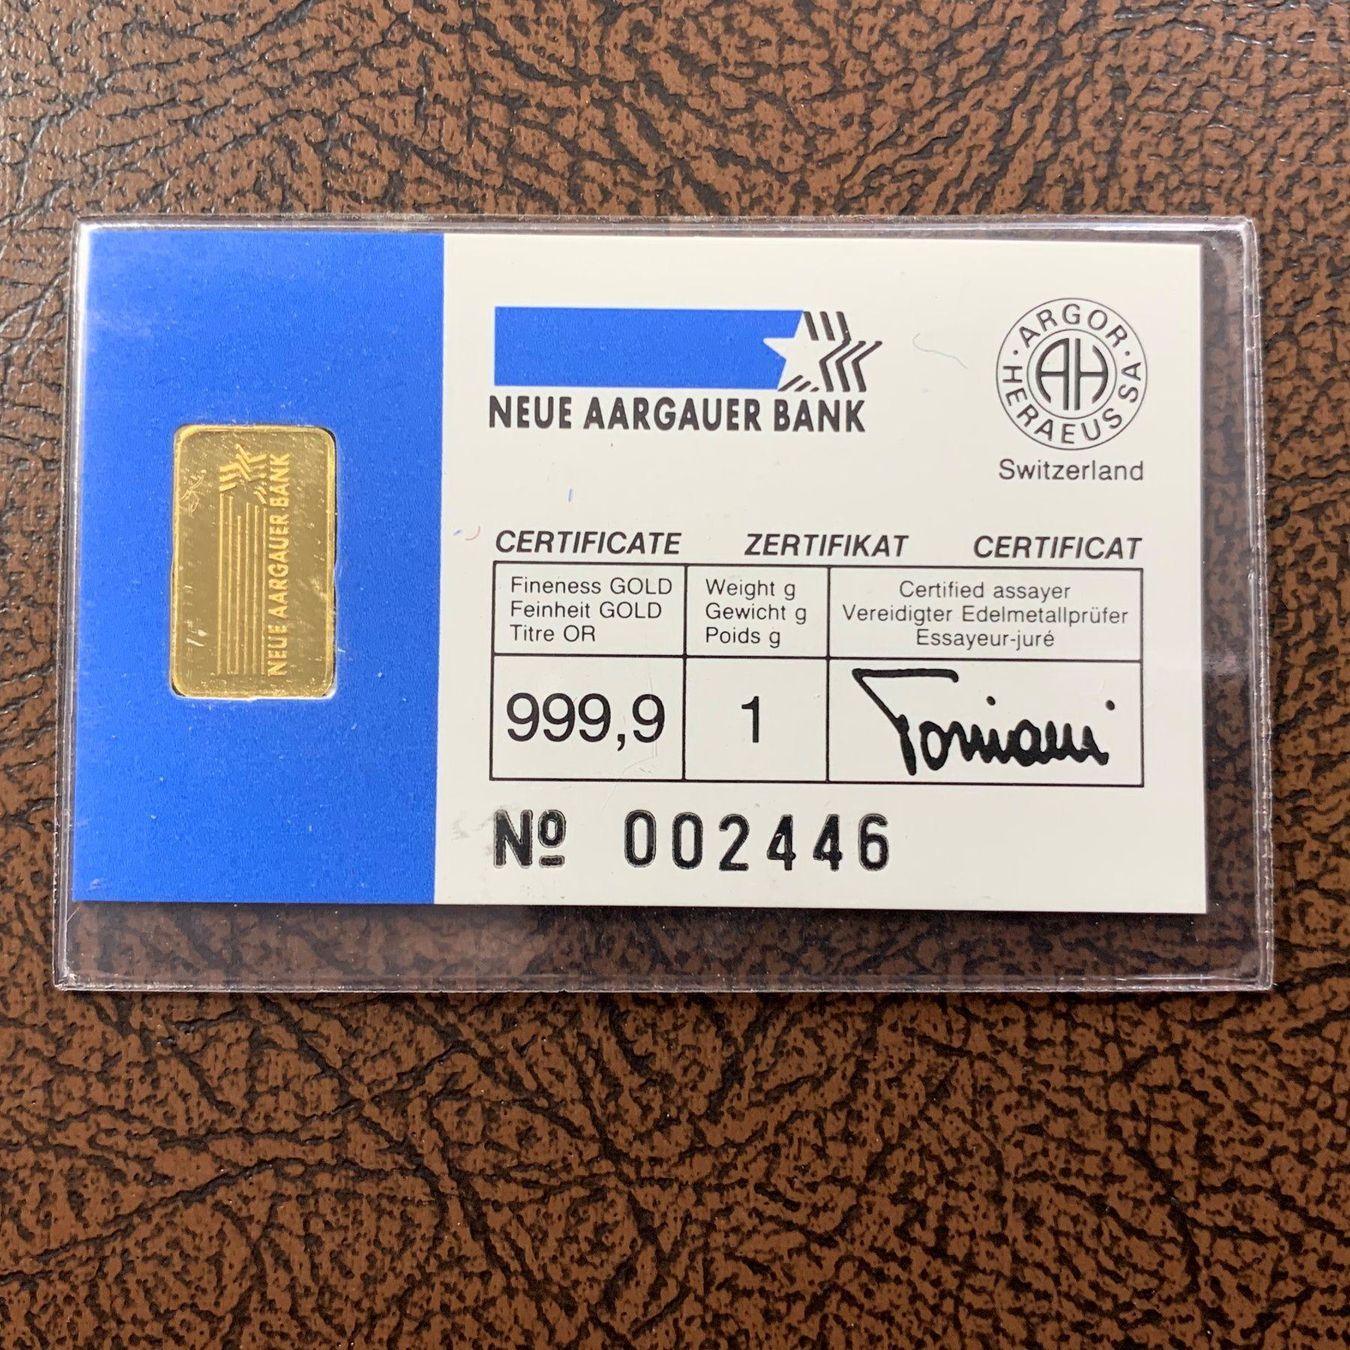 NEUE AARGAUER BANK
NEUE AARGAUER BANK
ARGOR · HERAEUS SA ·
AH
Switzerland
CERTIFICATE ZERTIFIKAT CERTIFICAT
Fineness GOLD
Feinheit GOLD
Titre OR
Weight g
Gewicht g
Poids g
Certified assayer
Vereidigter Edelmetallprüfer
Essayeur-juré
999,9
1
Tomiami
No 002446